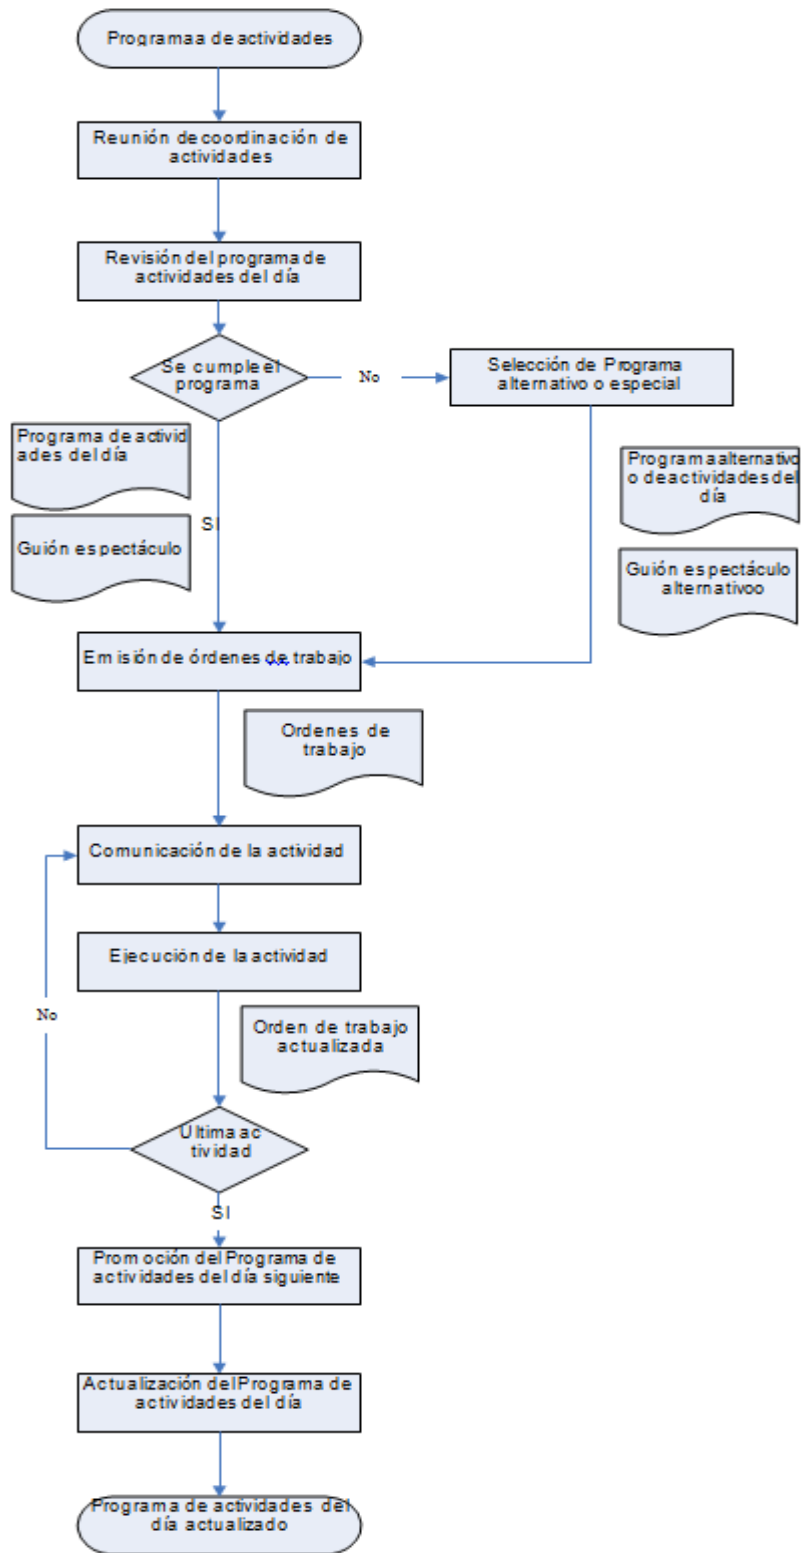 Programaa de actividades
Reunión de coordinación de
actividades
Revisión del programa de
actividades del día
Se cumple el
programa
No
Selección de Programa
alternativo o especial
Programa de activid
ades del día
Guión espectáculo
SI
Programa alternativo
o de actividades del
día
Guión espectáculo
alternativoo
Emisión de órdenes de trabajo
Ordenes de
trabajo
Comunicación de la actividad
Ejecución de la actividad
No
Orden de trabajo
actualizada
Ultima ac
tividad
SI
Promoción del Programa de
actividades del día siguiente
Actualización del Programa de
actividades del día
Programa de actividades del
día actualizado